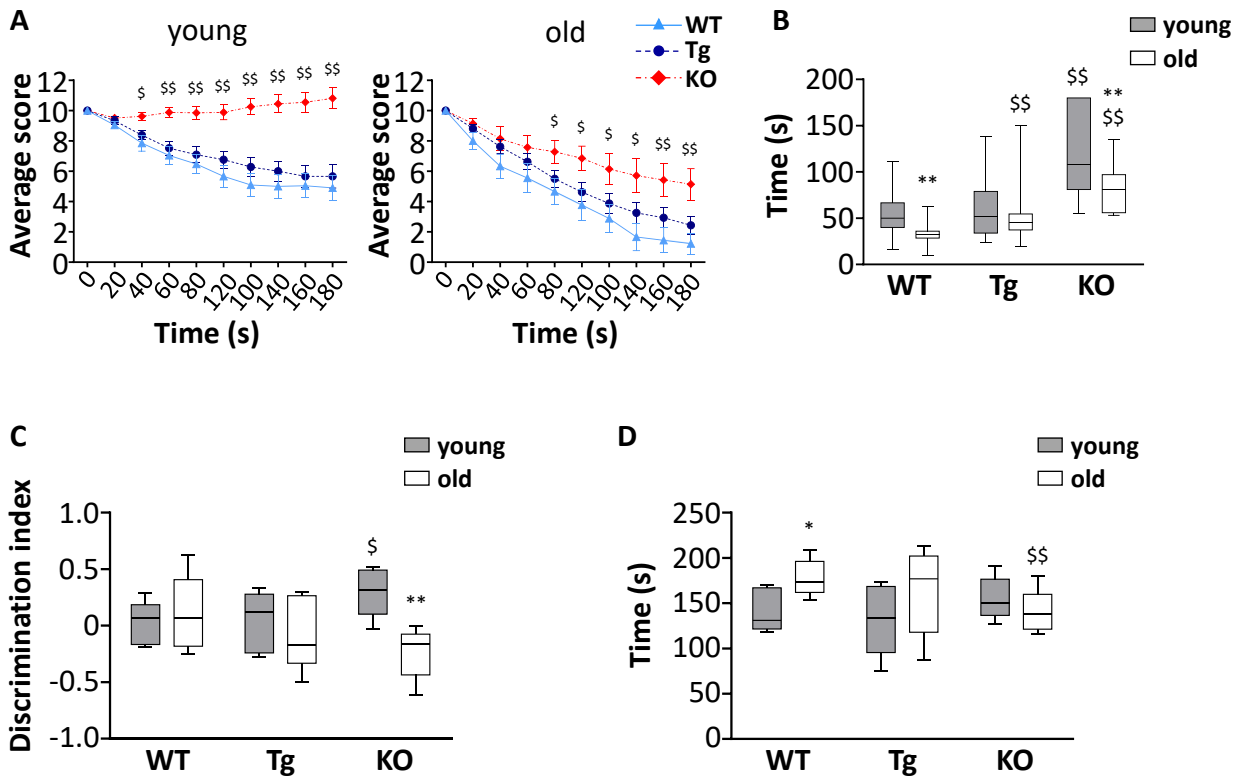 A
young
old
WT
Tg
KO
Average score
12
10
8
6
4
2
0
$ $$ $$ $$ $$ $$ $$ $$
0 20 40 60 80 120 100 140 160 180
Time (s)
Average score
12
10
8
6
4
2
0
$ $ $ $ $$ $$
0 20 40 60 80 120 100 140 160 180
Time (s)
B
young
old
Time (s)
200
150
100
50
0
**
$$
$$
**
$$
WT Tg KO
C
young
old
Discrimination index
1.0
0.5
0
-0.5
-1.0
$
**
WT Tg KO
D
young
old
Time (s)
250
200
150
100
50
0
*
$$
WT Tg KO